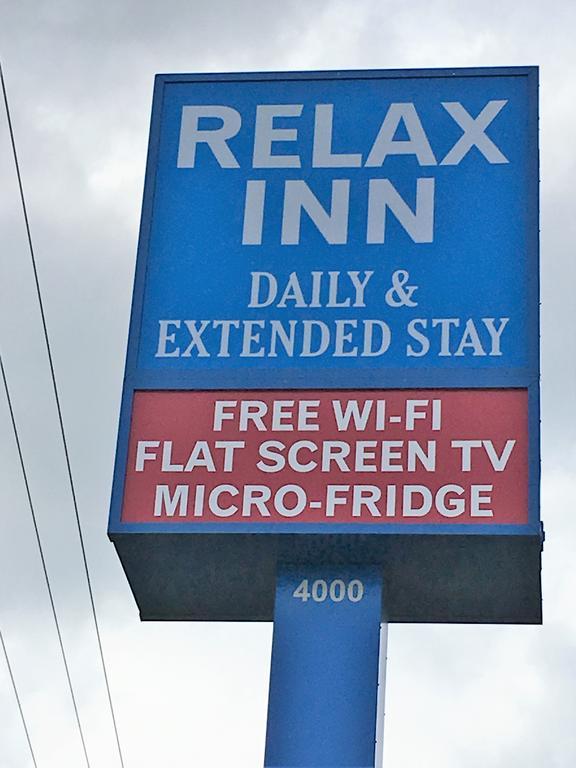 RELAX
INN
DAILY &
EXTENDED STAY
FREE WI-FI
FLAT SCREEN TV
MICRO-FRIDGE
4000